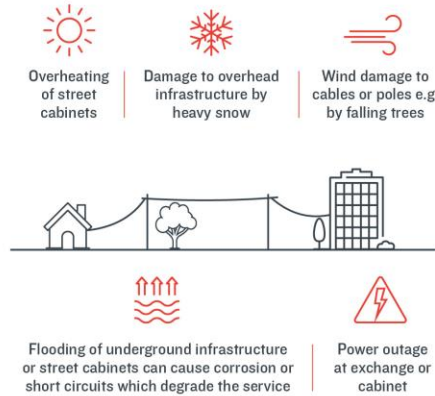 Overheating
of street
cabinets
Damage to overhead
infrastructure by
heavy snow
Wind damage to
cables or poles e.g
by falling trees
Flooding of underground infrastructure
or street cabinets can cause corrosion or
short circuits which degrade the service
Power outage
at exchange or
cabinet